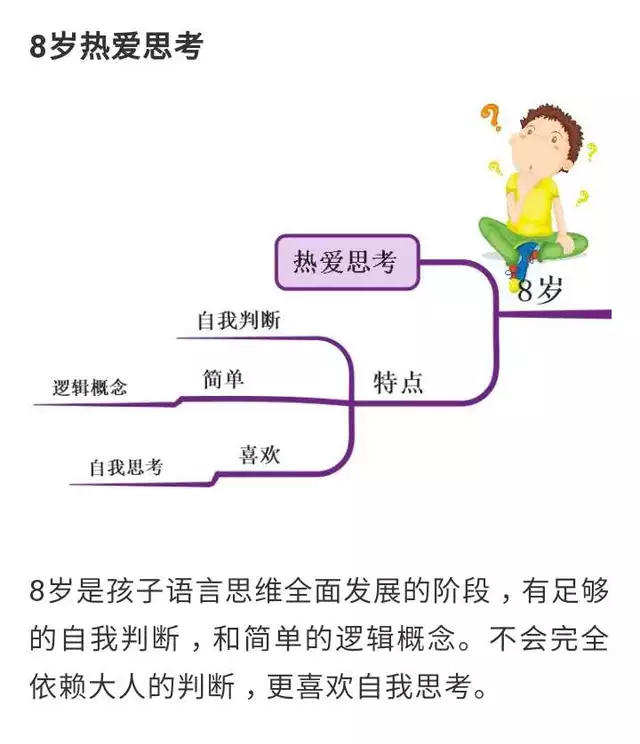 8岁热爱思考
热爱思考
8岁
自我判断
特点
简单
逻辑概念
喜欢
自我思考
8岁是孩子语言思维全面发展的阶段，有足够
的自我判断，和简单的逻辑概念。不会完全
依赖大人的判断，更喜欢自我思考。